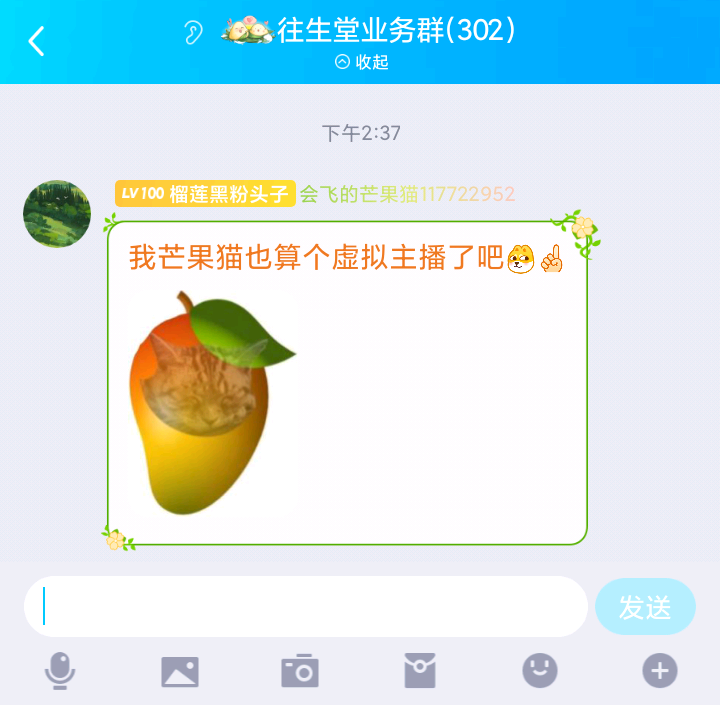 往生堂业务群(302)
收起
下午2:37
LV100 榴莲黑粉头子 会飞的芒果猫117722952
我芒果猫也算个虚拟主播了吧
发送